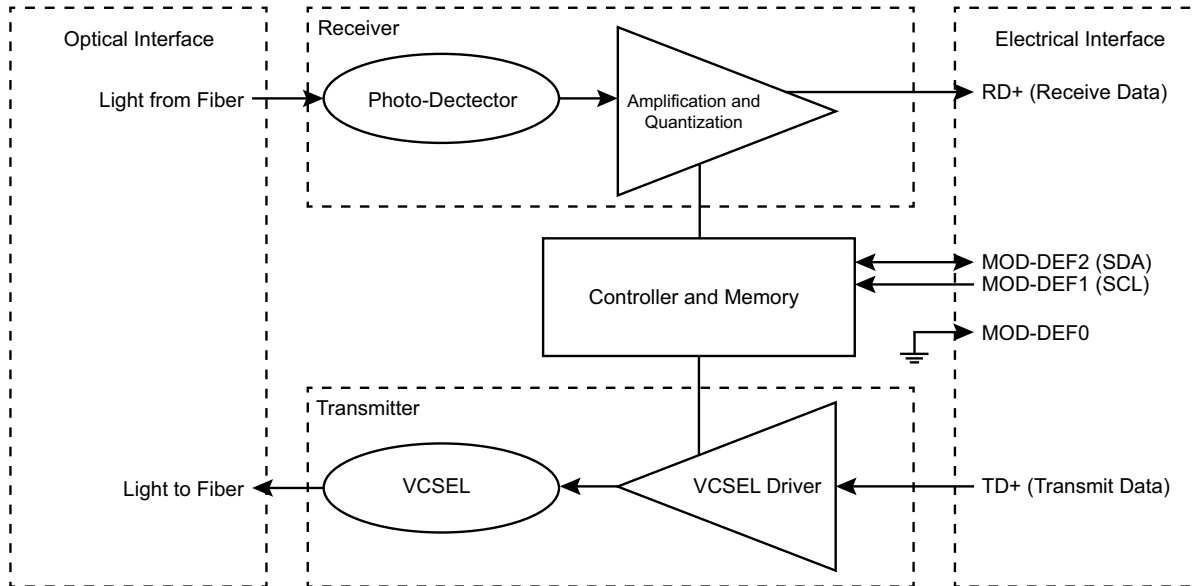 Optical Interface
Receiver
Electrical Interface
Light from Fiber
Photo-Dectector
Amplification and
Quantization
RD+ (Receive Data)
Controller and Memory
MOD-DEF2 (SDA)
MOD-DEF1 (SCL)
MOD-DEF0
Transmitter
Light to Fiber
VCSEL
VCSEL Driver
TD+ (Transmit Data)